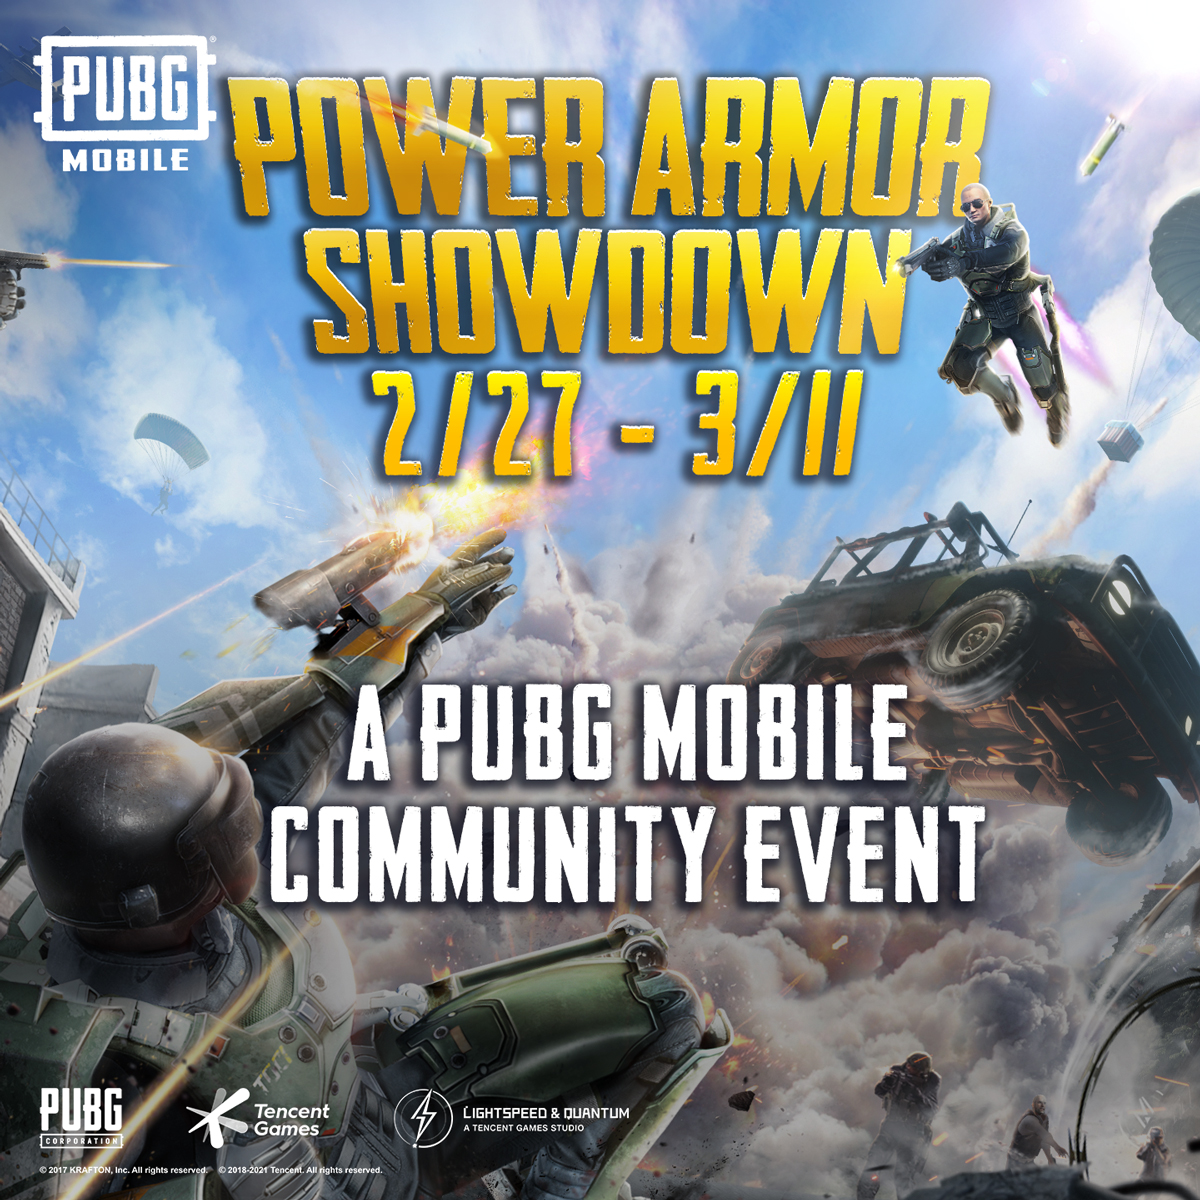 PUBG®
MOBILE
POWER ARMOR
SHOWDOWN
2/27 - 3/11
A PUBG MOBILE
COMMUNITY EVENT
PUBG
CORPORATION
Tencent
Games
LIGHTSPEED & QUANTUM
A TENCENT GAMES STUDIO
© 2017 KRAFTON, Inc. All rights reserved. © 2018-2021 Tencent. All rights reserved.